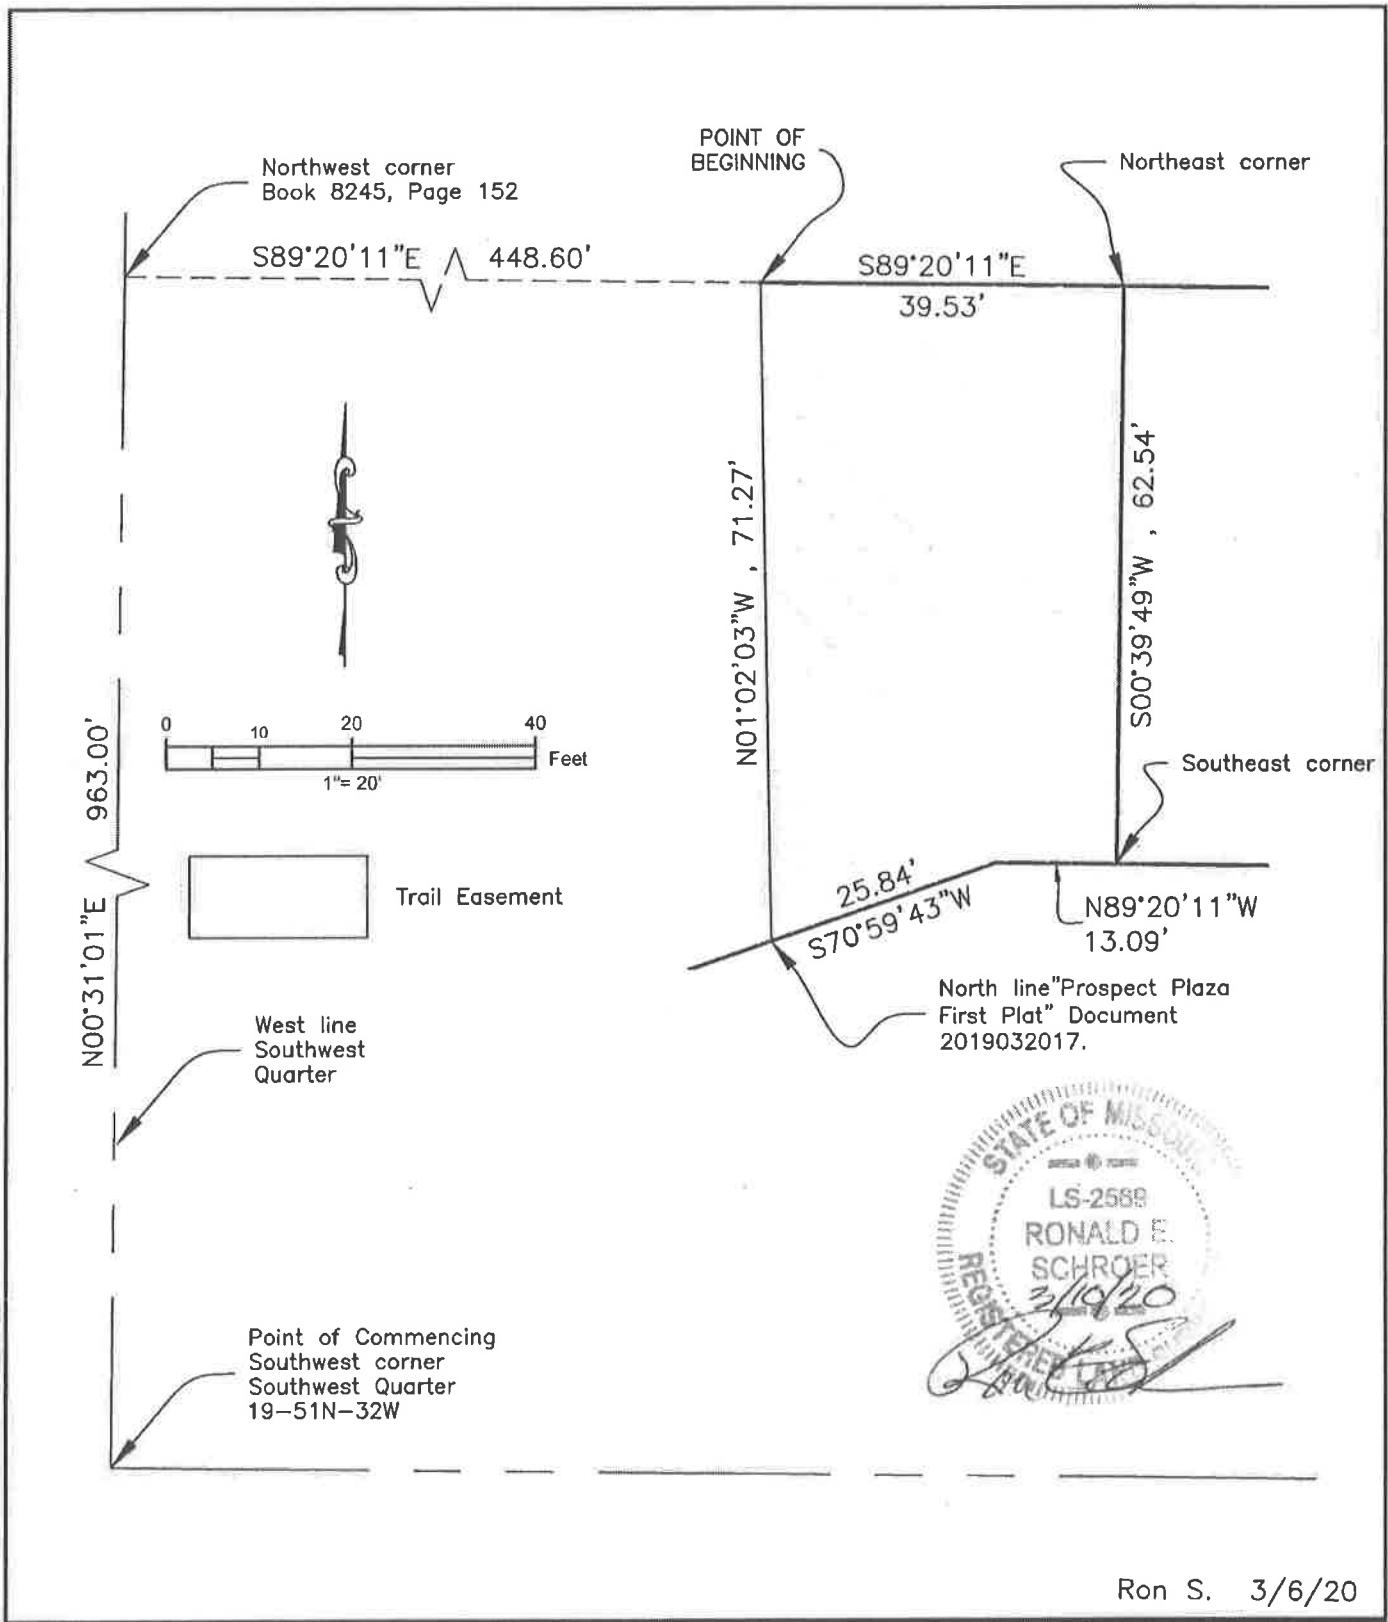 POINT OF
BEGINNING
Northwest corner
Book 8245, Page 152
Northeast corner
S89°20'11"E 448.60'
S89°20'11"E
39.53'
N01°02'03"W , 71.27'
S00°39'49"W , 62.54'
963.00'
N00°31'01"E
0 10 20 40
Feet
1"= 20'
Southeast corner
Trail Easement
25.84'
S70°59'43"W
N89°20'11"W
13.09'
North line"Prospect Plaza
First Plat" Document
2019032017.
West line
Southwest
Quarter
STATE OF MISSOURI
LS-2589
RONALD E.
SCHROER
3/10/20
REGISTERED LAND
Point of Commencing
Southwest corner
Southwest Quarter
19-51N-32W
Ron S. 3/6/20